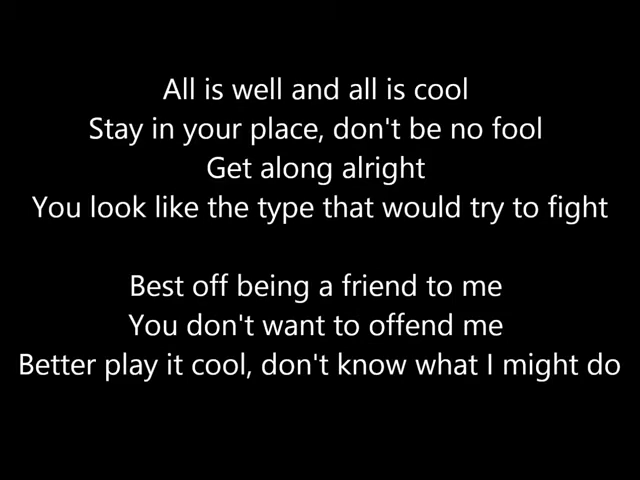 All is well and all is cool
Stay in your place, don't be no fool
Get along alright
You look like the type that would try to fight
Best off being a friend to me
You don't want to offend me
Better play it cool, don't know what I might do